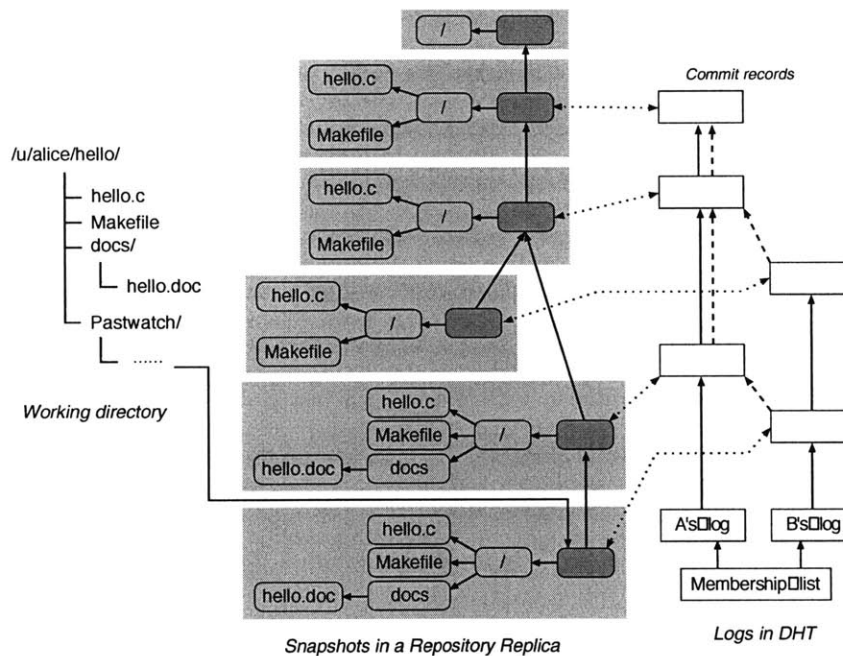 /
hello.c
/
Makefile
Commit records
/u/alice/hello/
hello.c
Makefile
docs/
hello.doc
Pastwatch/
......
Working directory
hello.c
/
Makefile
hello.c
/
Makefile
hello.c
Makefile
/
hello.doc
docs
hello.c
Makefile
/
hello.doc
docs
A's□log
B's□log
Membership□list
Snapshots in a Repository Replica
Logs in DHT